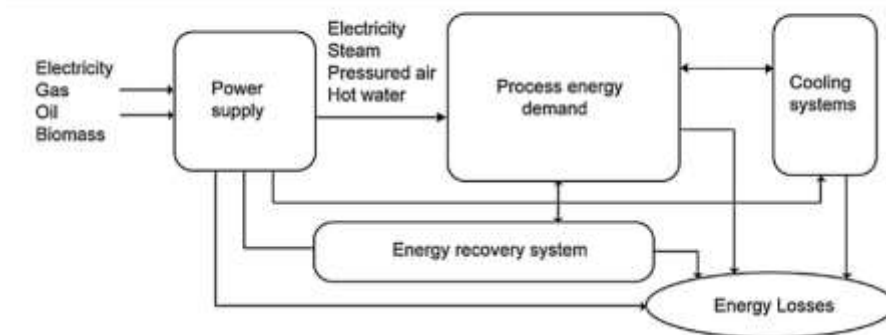 Electricity
Gas
Oil
Biomass
Power
supply
Electricity
Steam
Pressured air
Hot water
Process energy
demand
Cooling
systems
Energy recovery system
Energy Losses